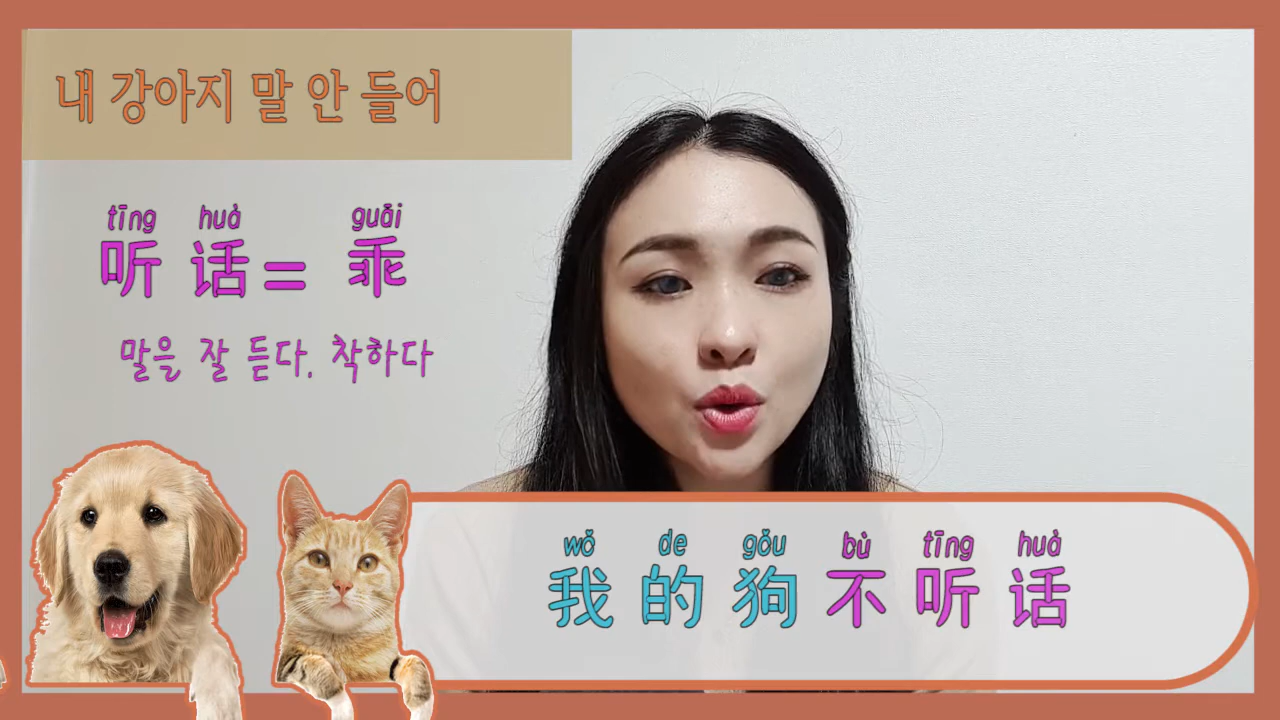 내 강아지 말 안 들어
tīng huà guāi
听 话 = 乖
말을 잘 듣다, 착하다
wǒ de gǒu bù tīng huà
我 的 狗 不 听 话